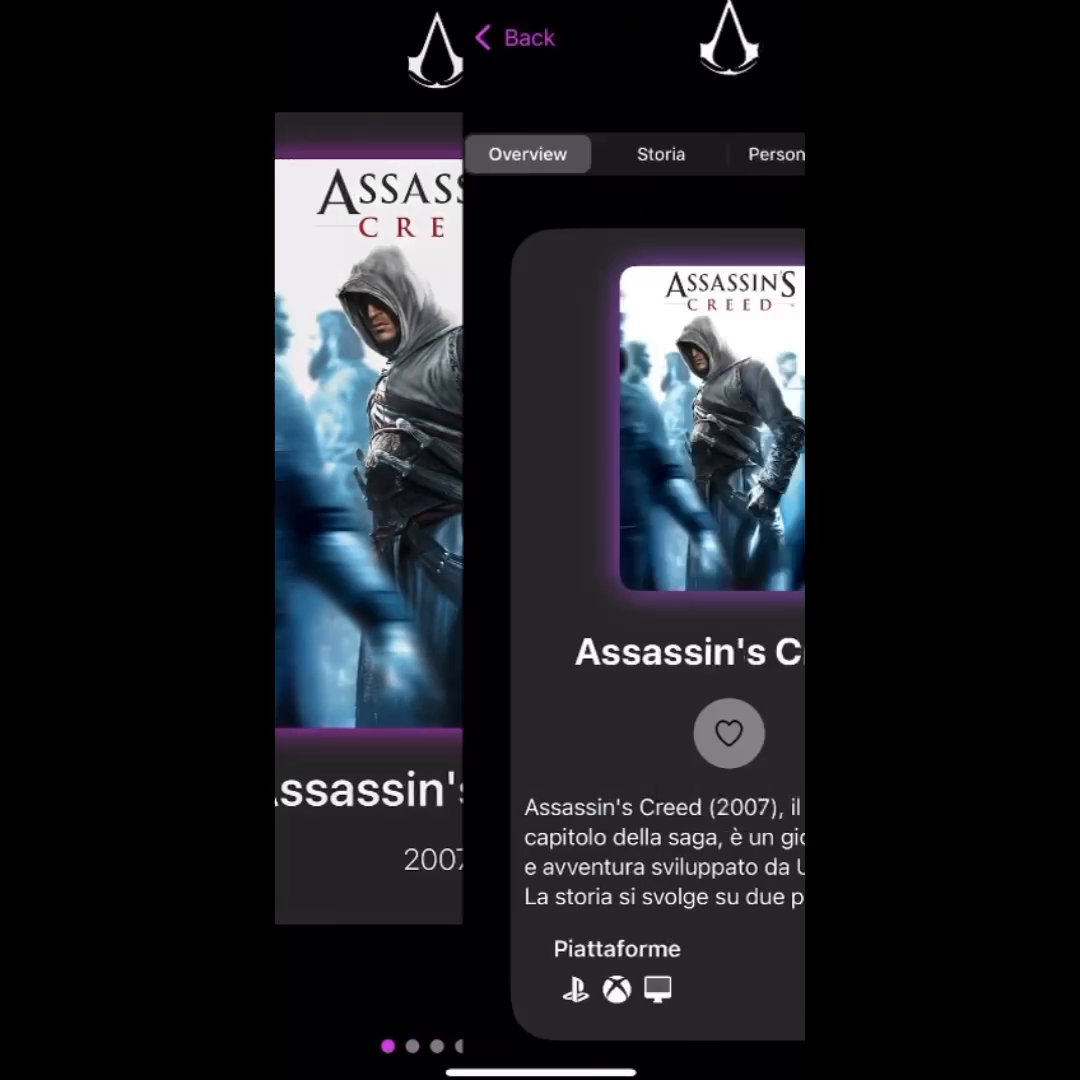 Back
Overview
Storia
Person
ASSASS
CRE
ASSASSIN'S
CREED
Assassin's C
ssassin's
2007
Assassin's Creed (2007), il
capitolo della saga, è un gio
e avventura sviluppato da U
La storia si svolge su due p
Piattaforme